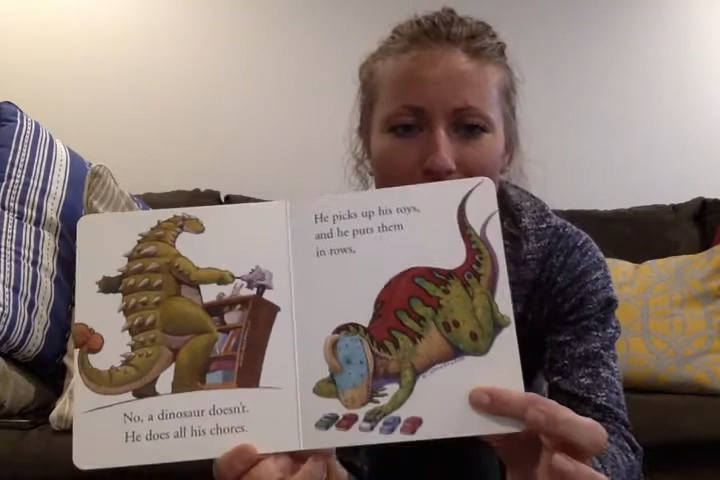 No, a dinosaur doesn't.
He does all his chores.
He picks up his toys,
and he puts them
in rows.